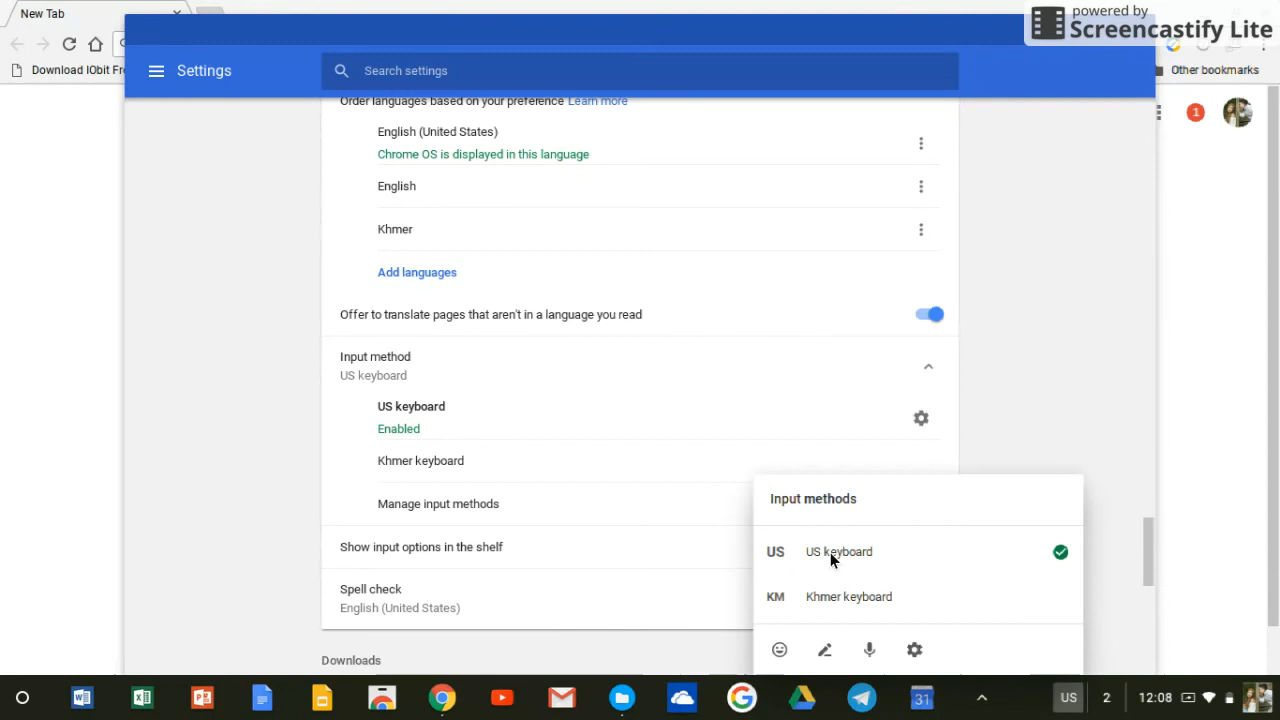 New Tab
powered by
Screencastify Lite
Download IObit Fr
Other bookmarks
Settings
Search settings
1
Order languages based on your preference Learn more
English (United States)
Chrome OS is displayed in this language
English
Khmer
Add languages
Offer to translate pages that aren't in a language you read
Input method
US keyboard
US keyboard
Enabled
Khmer keyboard
Manage input methods
Show input options in the shelf
Spell check
English (United States)
Downloads
Input methods
US US keyboard
KM Khmer keyboard
31
US
2
12:08